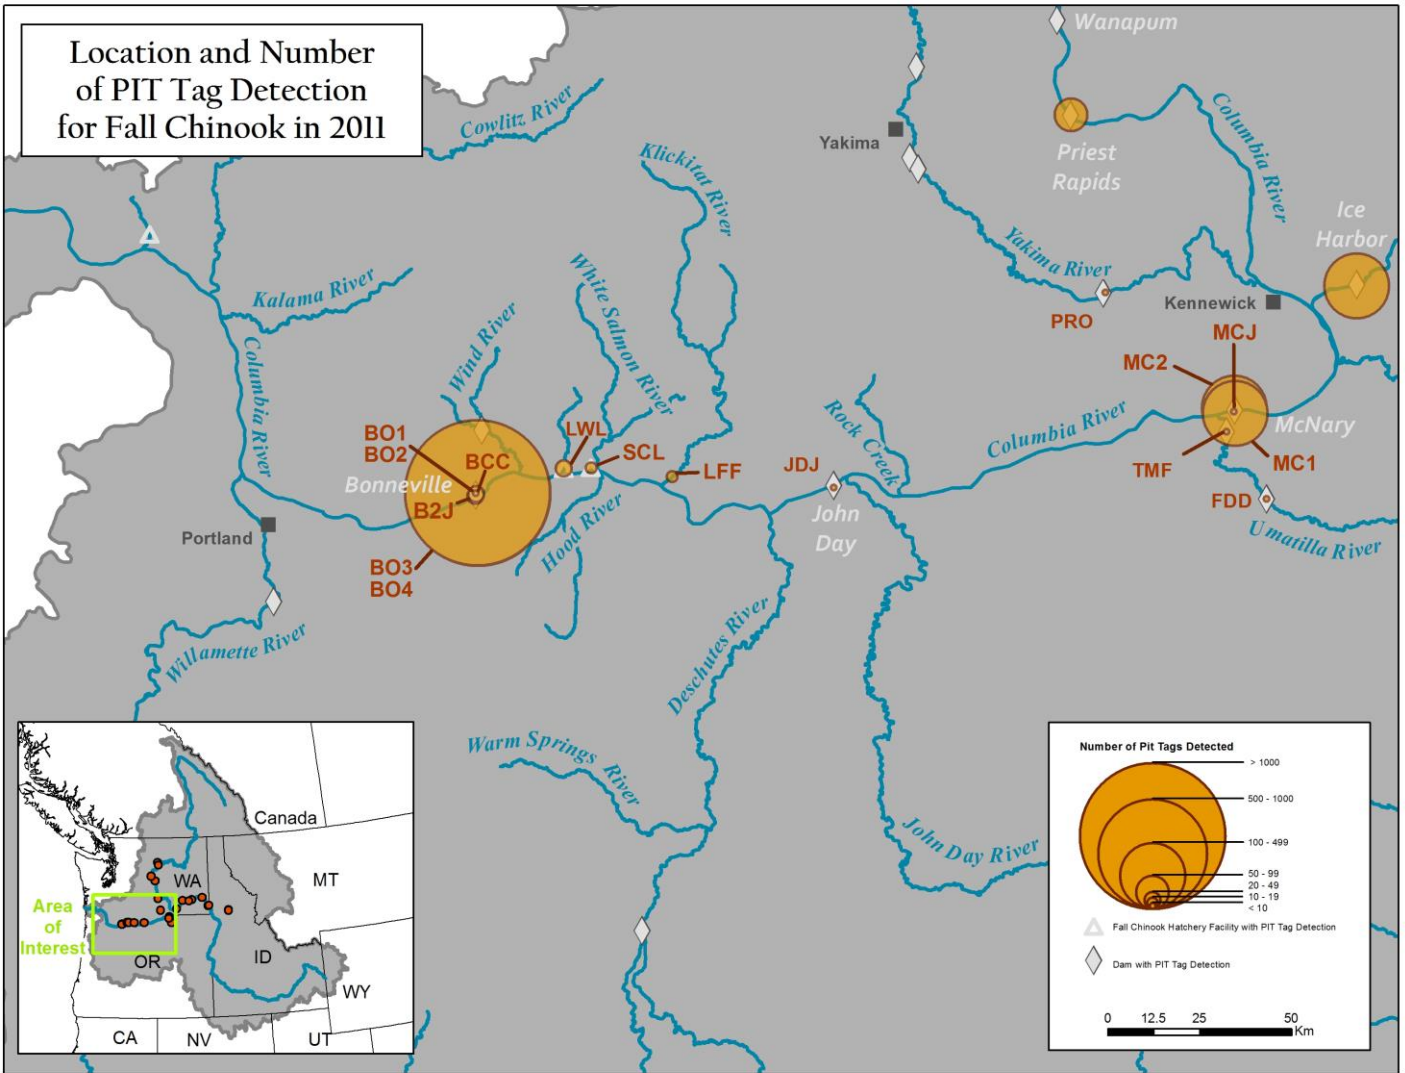 Location and Number
of PIT Tag Detection
for Fall Chinook in 2011
Cowlitz River
Klickitat River
Yakima
Wanapum
Priest
Rapids
Columbia River
Ice
Harbor
Yakima River
Kennewick
PRO
MCJ
MC2
McNary
MC1
TMF
FDD
Umatilla River
Kalama River
Columbia River
Wind River
White Salmon River
BO1
BO2
BCC
Bonneville
B2J
BO3
BO4
LWL
SCL
LFF
JDJ
John
Day
Rock Creek
Columbia River
Hood River
Portland
Willamette River
Deschutes River
Warm Springs River
John Day River
Canada
WA
MT
Area
of
Interest
OR
ID
WY
CA
NV
UT
Number of Pit Tags Detected
> 1000
500 - 1000
100 - 499
50 - 99
20 - 49
10 - 19
< 10
Fall Chinook Hatchery Facility with PIT Tag Detection
Dam with PIT Tag Detection
0 12.5 25 50
Km